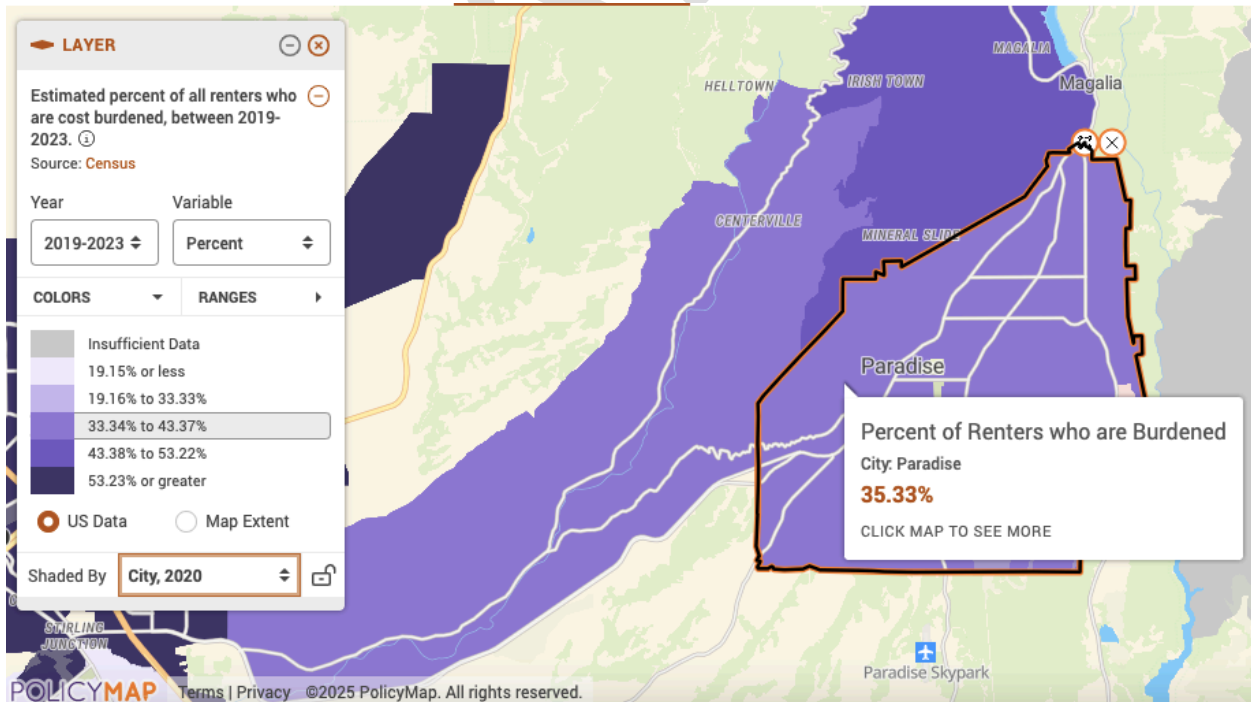 LAYER
Estimated percent of all renters who
are cost burdened, between 2019-
2023.
Source: Census
Year
Variable
2019-2023
Percent
COLORS
RANGES
Insufficient Data
19.15% or less
19.16% to 33.33%
33.34% to 43.37%
43.38% to 53.22%
53.23% or greater
US Data
Map Extent
Shaded By
City, 2020
MAGALIA
Magalia
HELLTOWN
IRISH TOWN
CENTERVILLE
MINERAL SLIDE
Paradise
Percent of Renters who are Burdened
City: Paradise
35.33%
CLICK MAP TO SEE MORE
STIRLING
JUNCTION
Paradise Skypark
POLICYMAP
Terms | Privacy ©2025 PolicyMap. All rights reserved.